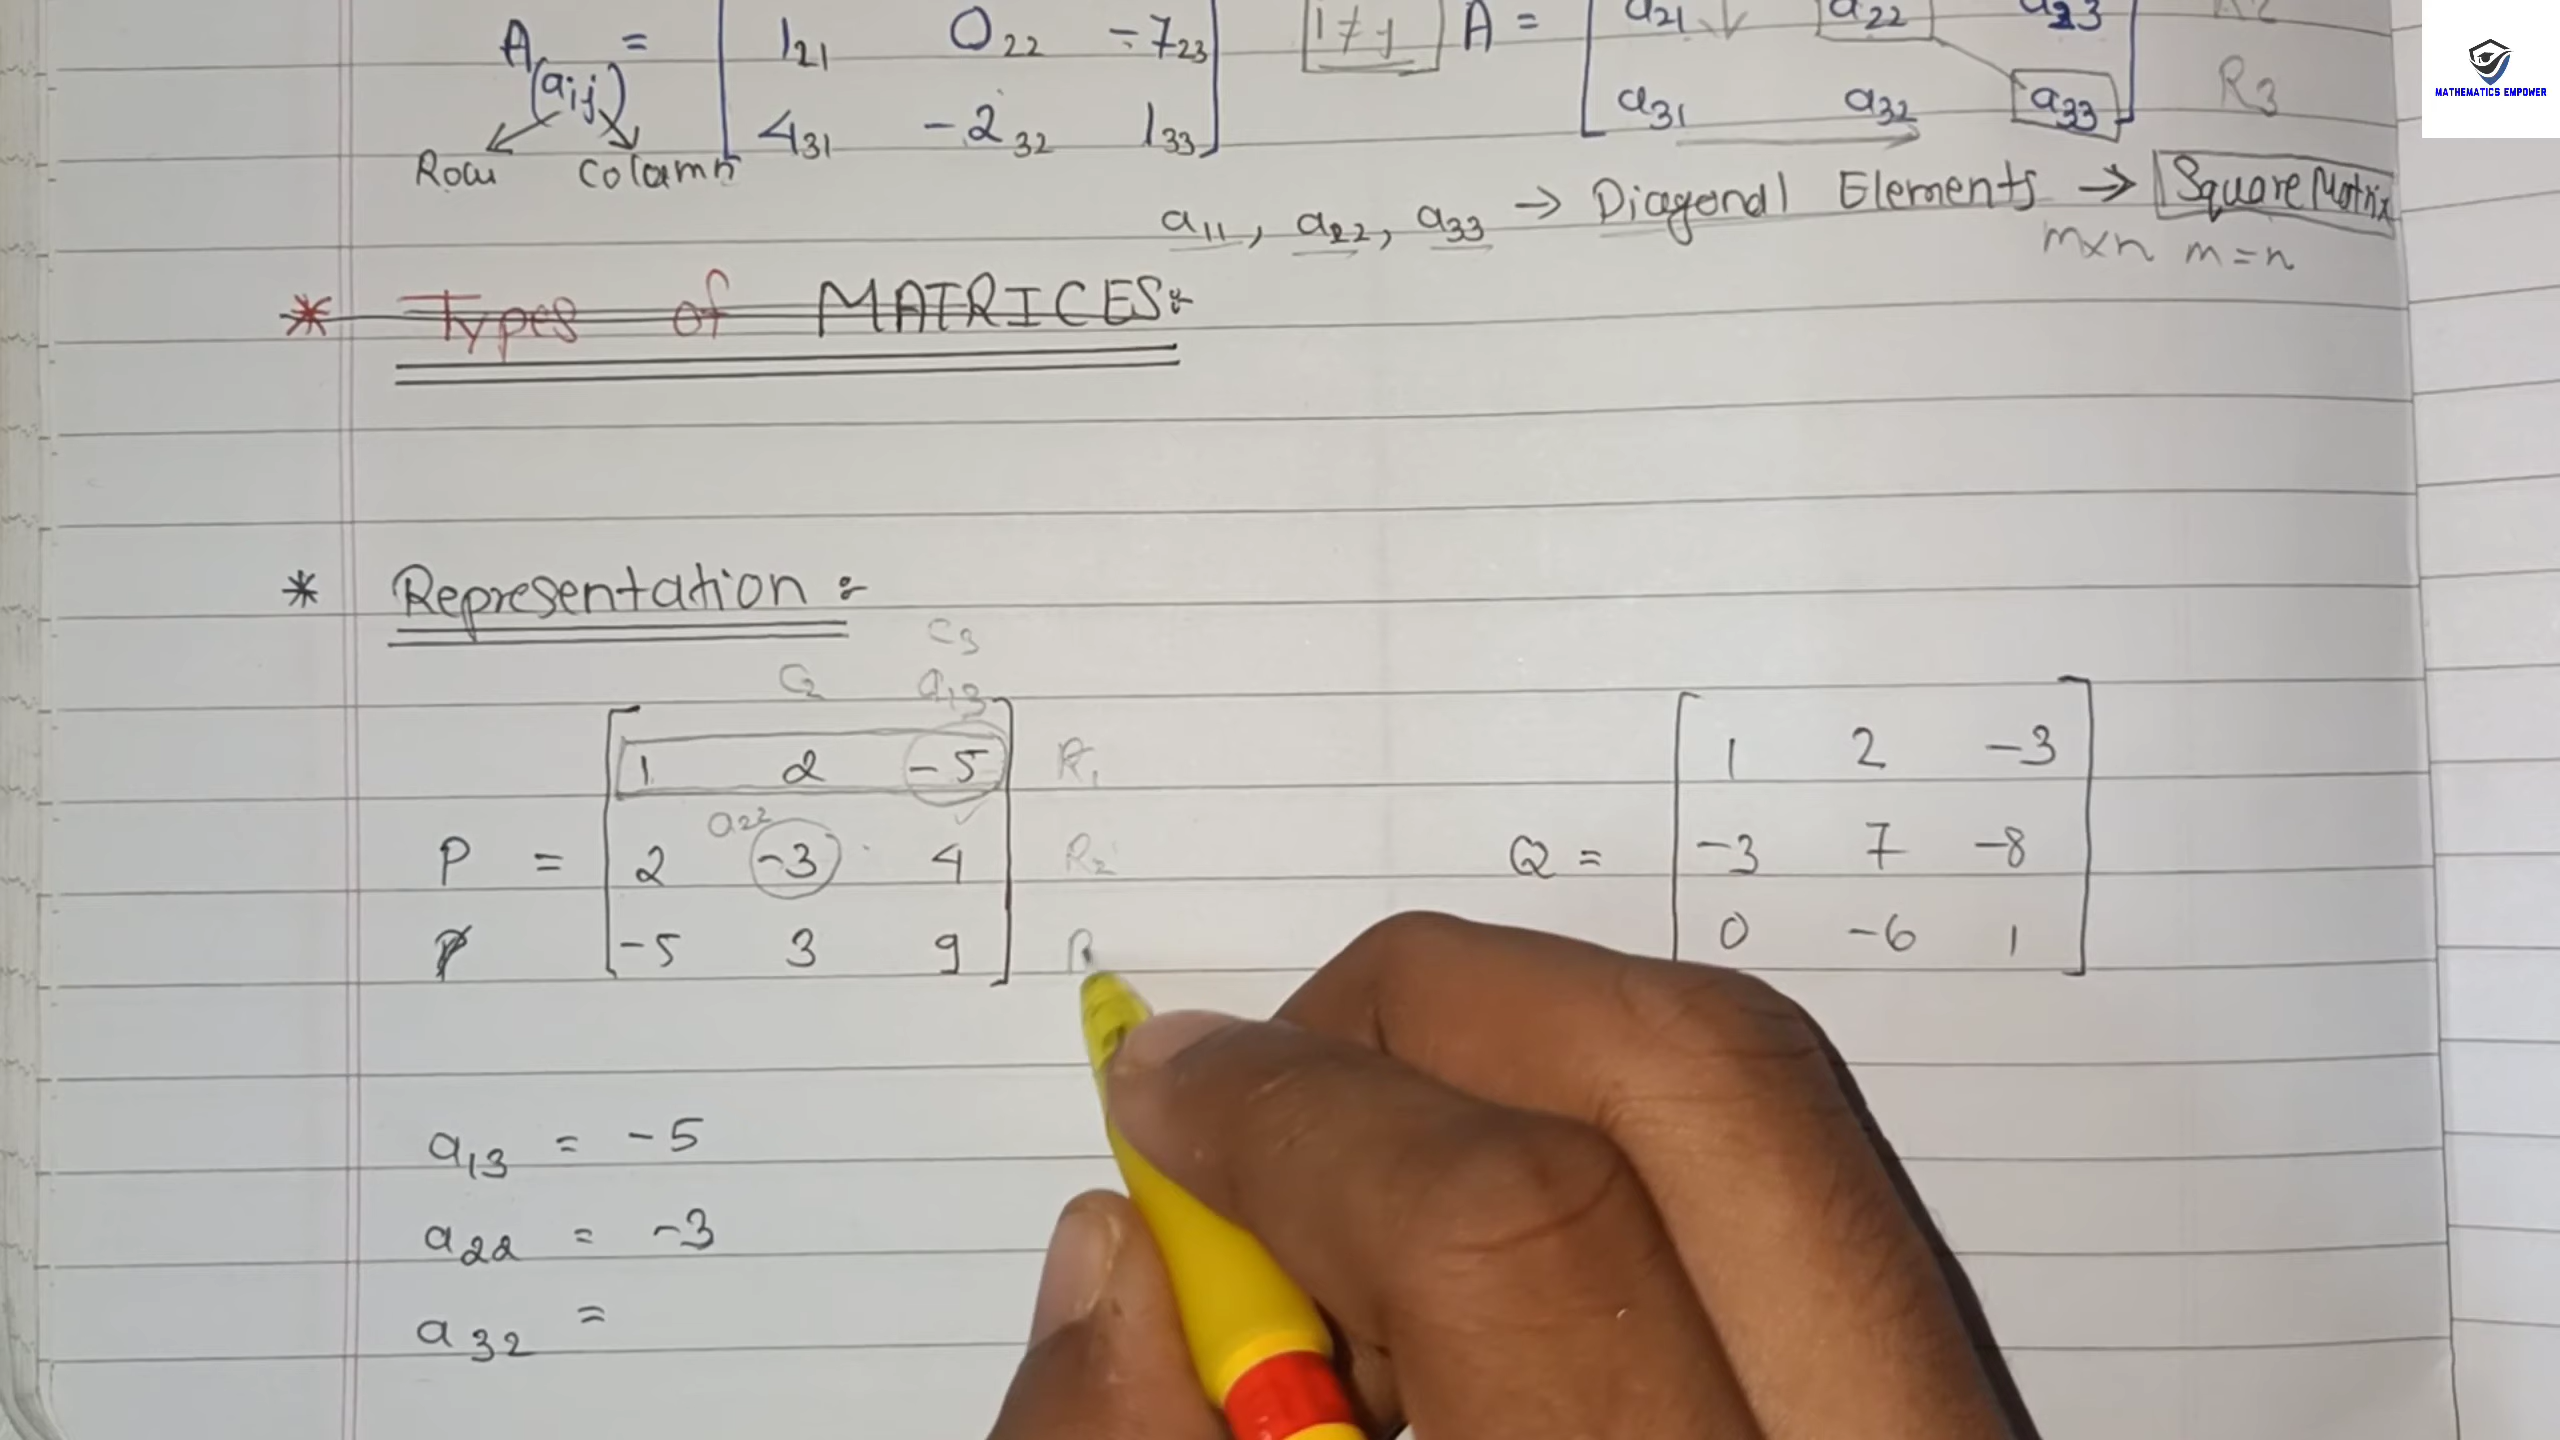 A(aij) = [ 1₂₁ 0₂₂ -7₂₃
4₃₁ -2₃₂ 1₃₃ ]
i ≠ j
A = [ a₂₁ a₂₂ a₂₃
a₃₁ a₃₂ a₃₃ ] R₃
Row Colamn
a₁₁, a₂₂, a₃₃ → Diagonal Elements → Square Matrix
m×n m=n
* Types of MATRICES:-
* Representation :-
C₂ C₃
a₁₃
P = [ 1 2 -5 R₁
a₂₂
2 -3 4 R₂
-5 3 9 ] R
Q = [ 1 2 -3
-3 7 -8
0 -6 1 ]
a₁₃ = -5
a₂₂ = -3
a₃₂ =
MATHEMATICS EMPOWER